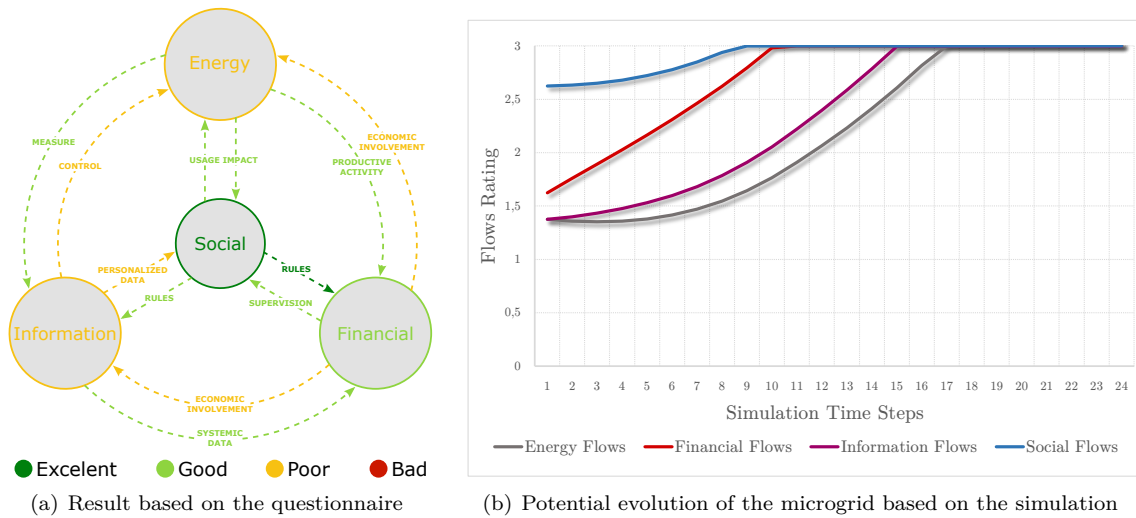 Energy
MEASURE
CONTROL
USAGE IMPACT
ECONOMIC
INVOLVEMENT
PRODUCTIVE
ACTIVITY
Social
PERSONALIZED
DATA
RULES
RULES
SUPERVISION
Information
Financial
ECONOMIC
INVOLVEMENT
SYSTEMIC
DATA
Excelent
Good
Poor
Bad
(a) Result based on the questionnaire
3
2,5
2
1,5
1
0,5
0
Flows Rating
1 2 3 4 5 6 7 8 9 10 11 12 13 14 15 16 17 18 19 20 21 22 23 24
Simulation Time Steps
Energy Flows
Financial Flows
Information Flows
Social Flows
(b) Potential evolution of the microgrid based on the simulation